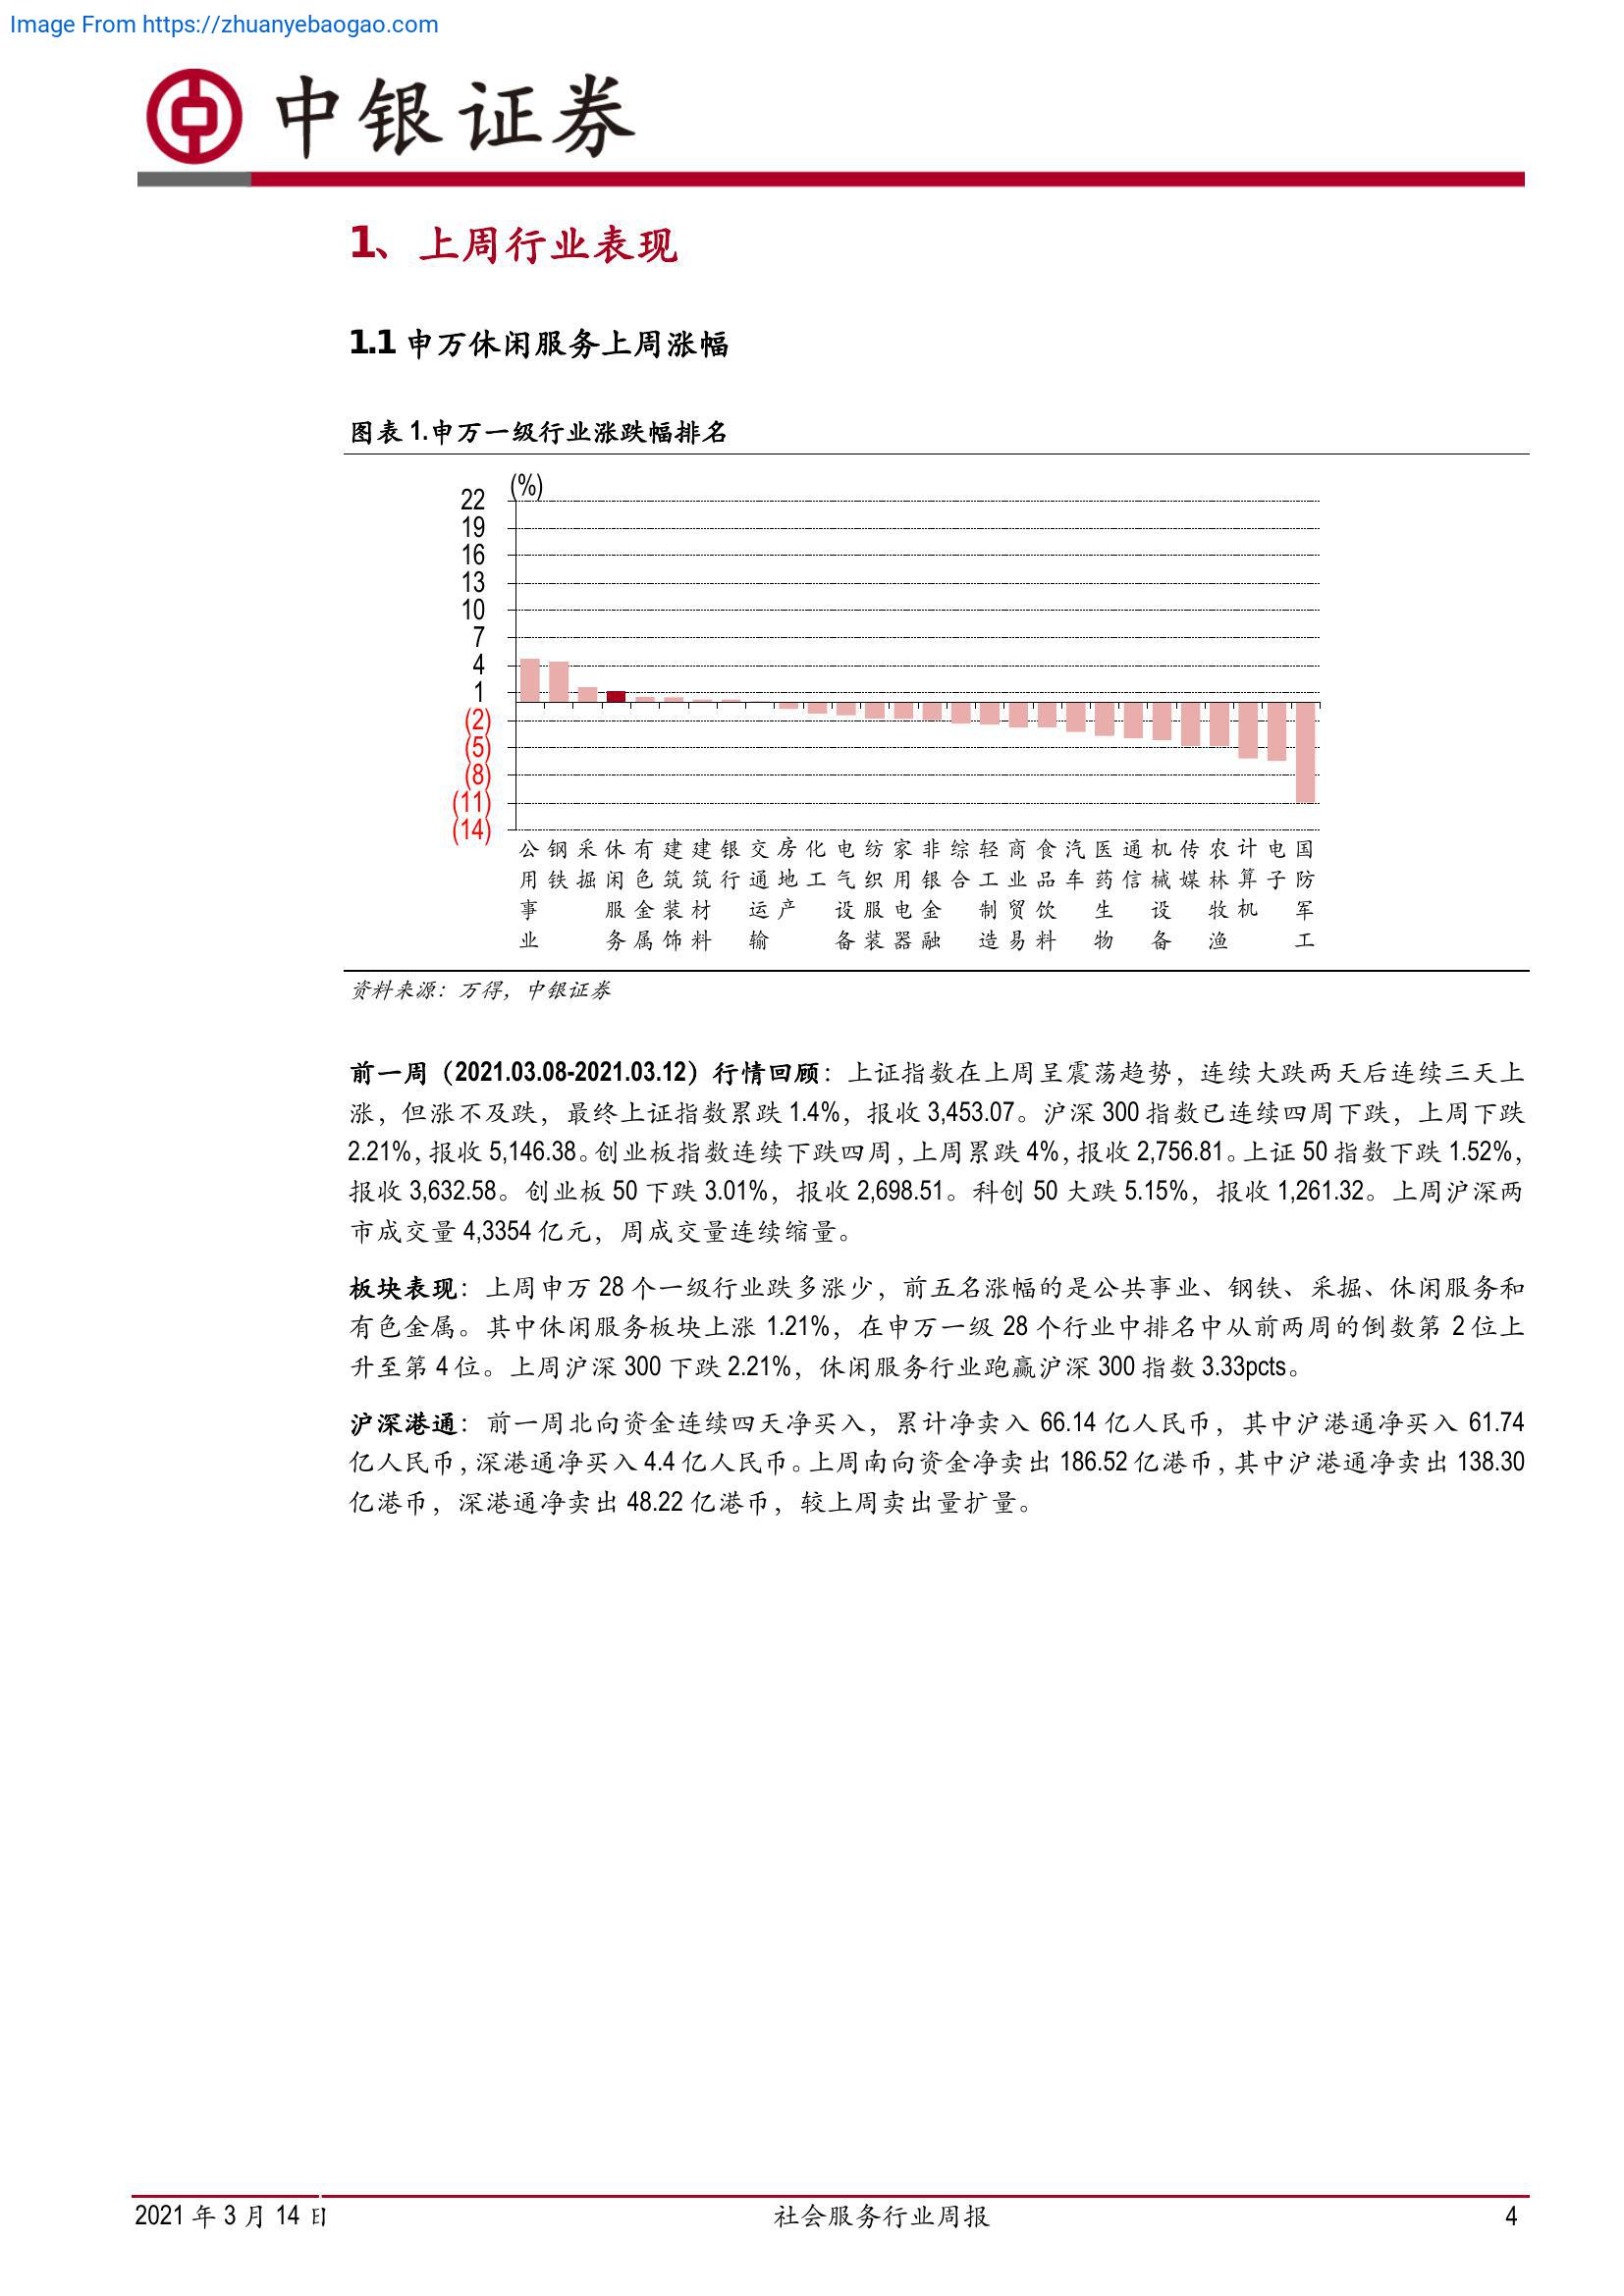 Image From https://zhuanyebaogao.com
中银证券
1、上周行业表现
1.1 申万休闲服务上周涨幅
图表 1.申万一级行业涨跌幅排名
(%)
22
19
16
13
10
7
4
1
(2)
(5)
(8)
(11)
(14)
公用事业
钢铁
采掘
休闲服务
有色金属
建筑装饰
建筑材料
银行
交通运输
房地产
化工
电气设备
纺织服装
家用电器
非银金融
综合
轻工制造
商业贸易
食品饮料
汽车
医药生物
通信
机械设备
传媒
农林牧渔
计算机
电子
国防军工
资料来源：万得，中银证券
前一周（2021.03.08-2021.03.12）行情回顾：上证指数在上周呈震荡趋势，连续大跌两天后连续三天上
涨，但涨不及跌，最终上证指数累跌 1.4%，报收 3,453.07。沪深 300 指数已连续四周下跌，上周下跌
2.21%，报收 5,146.38。创业板指数连续下跌四周，上周累跌 4%，报收 2,756.81。上证 50 指数下跌 1.52%，
报收 3,632.58。创业板 50 下跌 3.01%，报收 2,698.51。科创 50 大跌 5.15%，报收 1,261.32。上周沪深两
市成交量 4,3354 亿元，周成交量连续缩量。
板块表现：上周申万 28 个一级行业跌多涨少，前五名涨幅的是公共事业、钢铁、采掘、休闲服务和
有色金属。其中休闲服务板块上涨 1.21%，在申万一级 28 个行业中排名中从前两周的倒数第 2 位上
升至第 4 位。上周沪深 300 下跌 2.21%，休闲服务行业跑赢沪深 300 指数 3.33pcts。
沪深港通：前一周北向资金连续四天净买入，累计净卖入 66.14 亿人民币，其中沪港通净买入 61.74
亿人民币，深港通净买入 4.4 亿人民币。上周南向资金净卖出 186.52 亿港币，其中沪港通净卖出 138.30
亿港币，深港通净卖出 48.22 亿港币，较上周卖出量扩量。
2021 年 3 月 14 日
社会服务行业周报
4